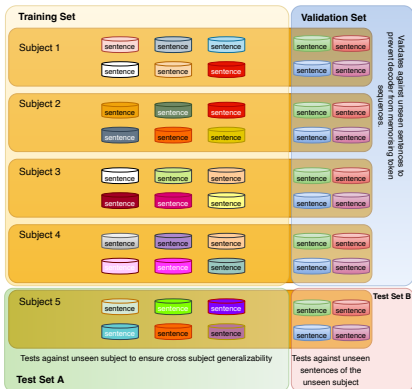 Training Set
Validation Set
Subject 1
sentence sentence sentence sentence sentence
sentence sentence sentence sentence sentence
Subject 2
sentence sentence sentence sentence sentence
sentence sentence sentence sentence sentence
Subject 3
sentence sentence sentence sentence sentence
sentence sentence sentence sentence sentence
Subject 4
sentence sentence sentence sentence sentence
sentence sentence sentence sentence sentence
Validates against unseen sentences to
prevent decoder from memorising token
sequences.
Subject 5
sentence sentence sentence sentence sentence
sentence sentence sentence sentence sentence
Test Set B
Tests against unseen subject to ensure cross subject generalizability
Test Set A
Tests against unseen
sentences of the
unseen subject